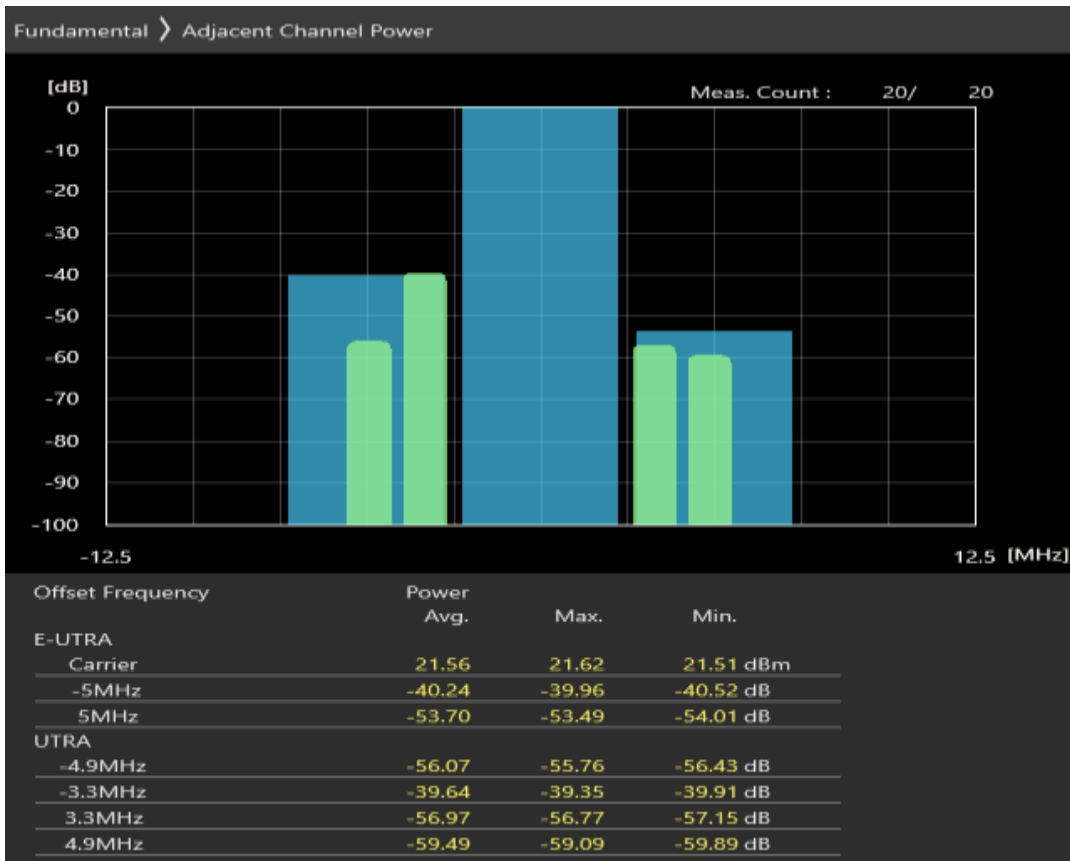 Fundamental 〉 Adjacent Channel Power
[dB]
Meas. Count : 20/ 20
0
-10
-20
-30
-40
-50
-60
-70
-80
-90
-100
-12.5 12.5 [MHz]
Offset Frequency Power
Avg. Max. Min.
E-UTRA
Carrier 21.56 21.62 21.51 dBm
-5MHz -40.24 -39.96 -40.52 dB
5MHz -53.70 -53.49 -54.01 dB
UTRA
-4.9MHz -56.07 -55.76 -56.43 dB
-3.3MHz -39.64 -39.35 -39.91 dB
3.3MHz -56.97 -56.77 -57.15 dB
4.9MHz -59.49 -59.09 -59.89 dB